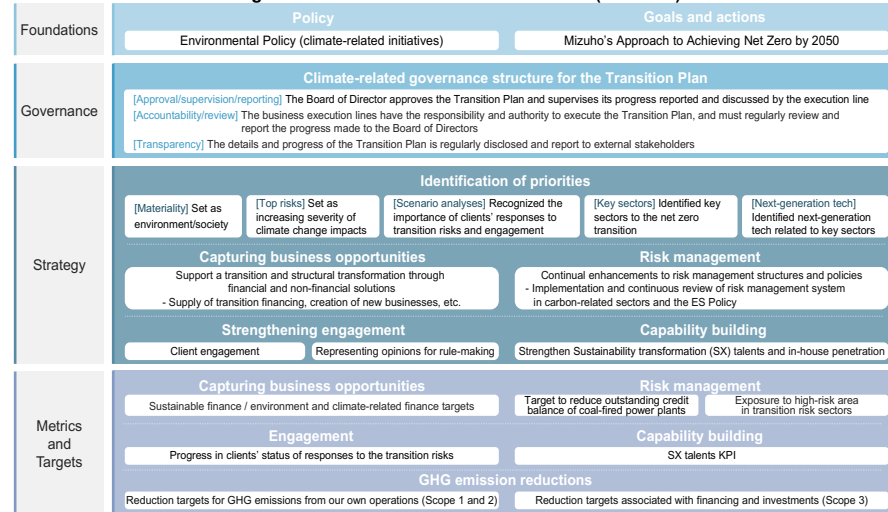 Foundations
Policy
Goals and actions
Environmental Policy (climate-related initiatives)
Mizuho's Approach to Achieving Net Zero by 2050
Governance
Climate-related governance structure for the Transition Plan
[Approval/supervision/reporting] The Board of Director approves the Transition Plan and supervises its progress reported and discussed by the execution line
[Accountability/review] The business execution lines have the responsibility and authority to execute the Transition Plan, and must regularly review and
report the progress made to the Board of Directors
[Transparency] The details and progress of the Transition Plan is regularly disclosed and report to external stakeholders
Strategy
Identification of priorities
[Materiality] Set as
environment/society
[Top risks] Set as
increasing severity of
climate change impacts
[Scenario analyses] Recognized the
importance of clients' responses to
transition risks and engagement
[Key sectors] Identified key
sectors to the net zero
transition
[Next-generation tech]
Identified next-generation
tech related to key sectors
Capturing business opportunities
Support a transition and structural transformation through
financial and non-financial solutions
- Supply of transition financing, creation of new businesses, etc.
Risk management
Continual enhancements to risk management structures and policies
- Implementation and continuous review of risk management system
in carbon-related sectors and the ES Policy
Strengthening engagement
Client engagement
Representing opinions for rule-making
Capability building
Strengthen Sustainability transformation (SX) talents and in-house penetration
Metrics
and
Targets
Capturing business opportunities
Sustainable finance / environment and climate-related finance targets
Risk management
Target to reduce outstanding credit
balance of coal-fired power plants
Exposure to high-risk area
in transition risk sectors
Engagement
Progress in clients' status of responses to the transition risks
Capability building
SX talents KPI
GHG emission reductions
Reduction targets for GHG emissions from our own operations (Scope 1 and 2)
Reduction targets associated with financing and investments (Scope 3)